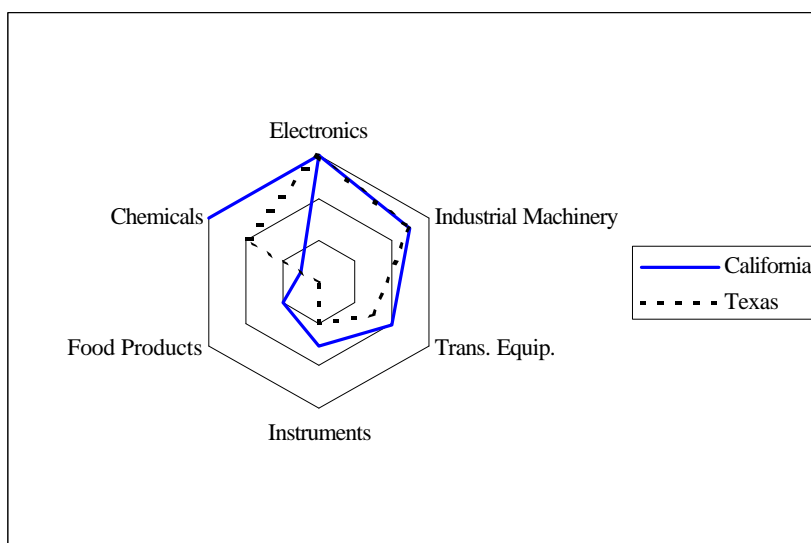 Electronics
Chemicals
Industrial Machinery
California
Texas
Food Products
Trans. Equip.
Instruments